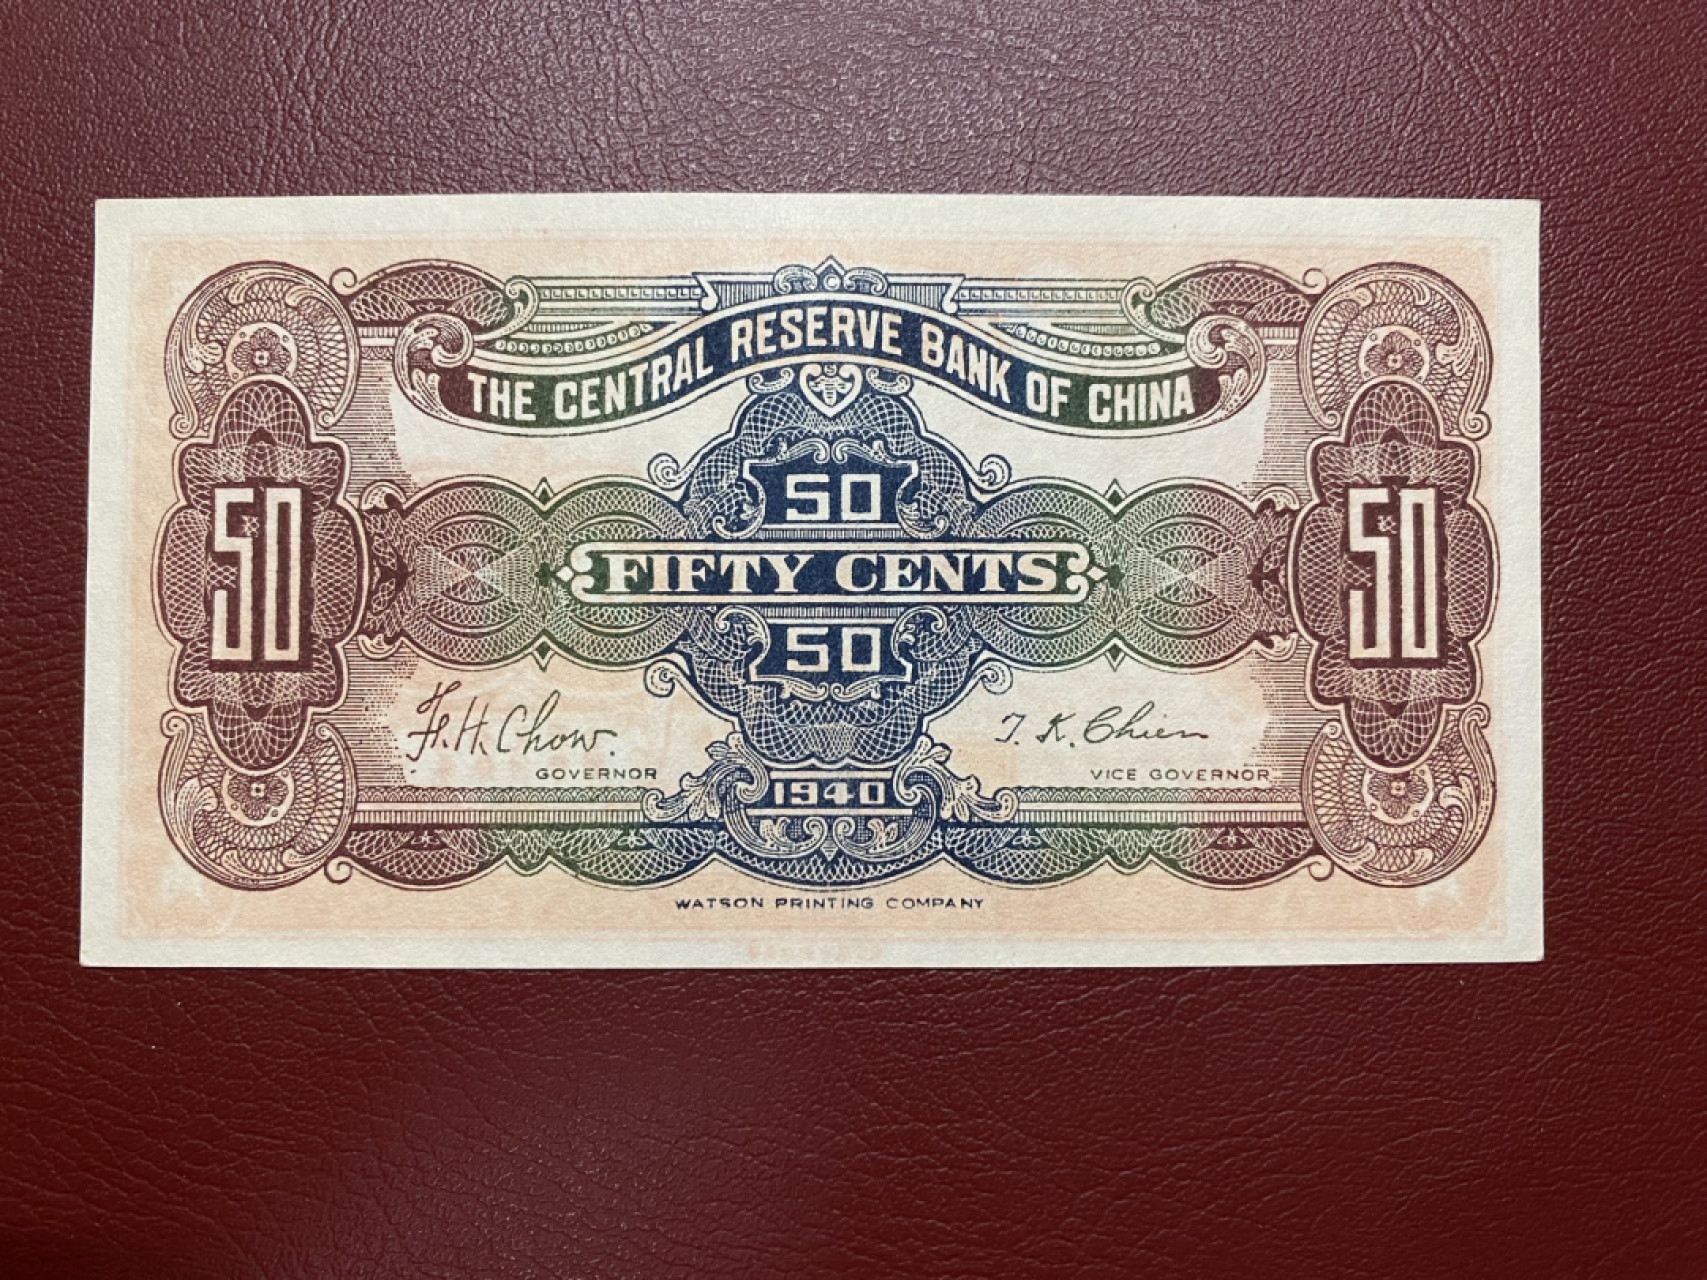 THE CENTRAL RESERVE BANK OF CHINA
50
50 50
FIFTY CENTS
50
F.H. Chow. T. K. Chien
GOVERNOR VICE GOVERNOR
1940
WATSON PRINTING COMPANY